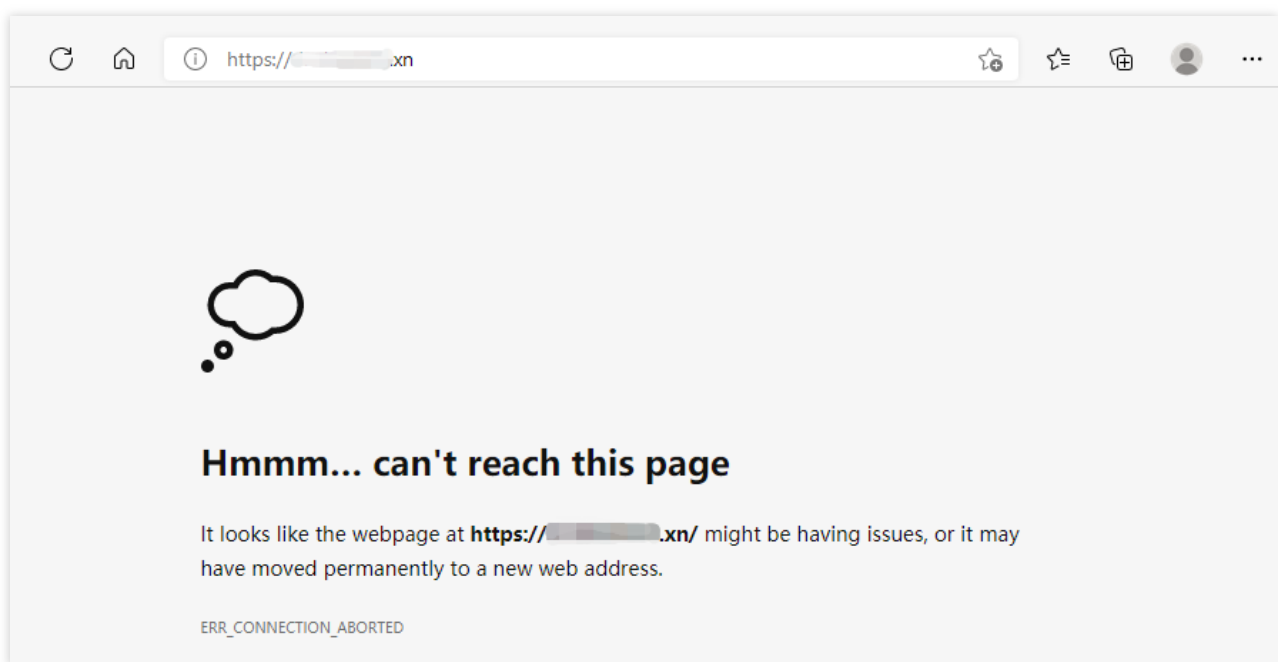 https:// .xn
Hmmm... can't reach this page
It looks like the webpage at https:// .xn/ might be having issues, or it may
have moved permanently to a new web address.
ERR_CONNECTION_ABORTED